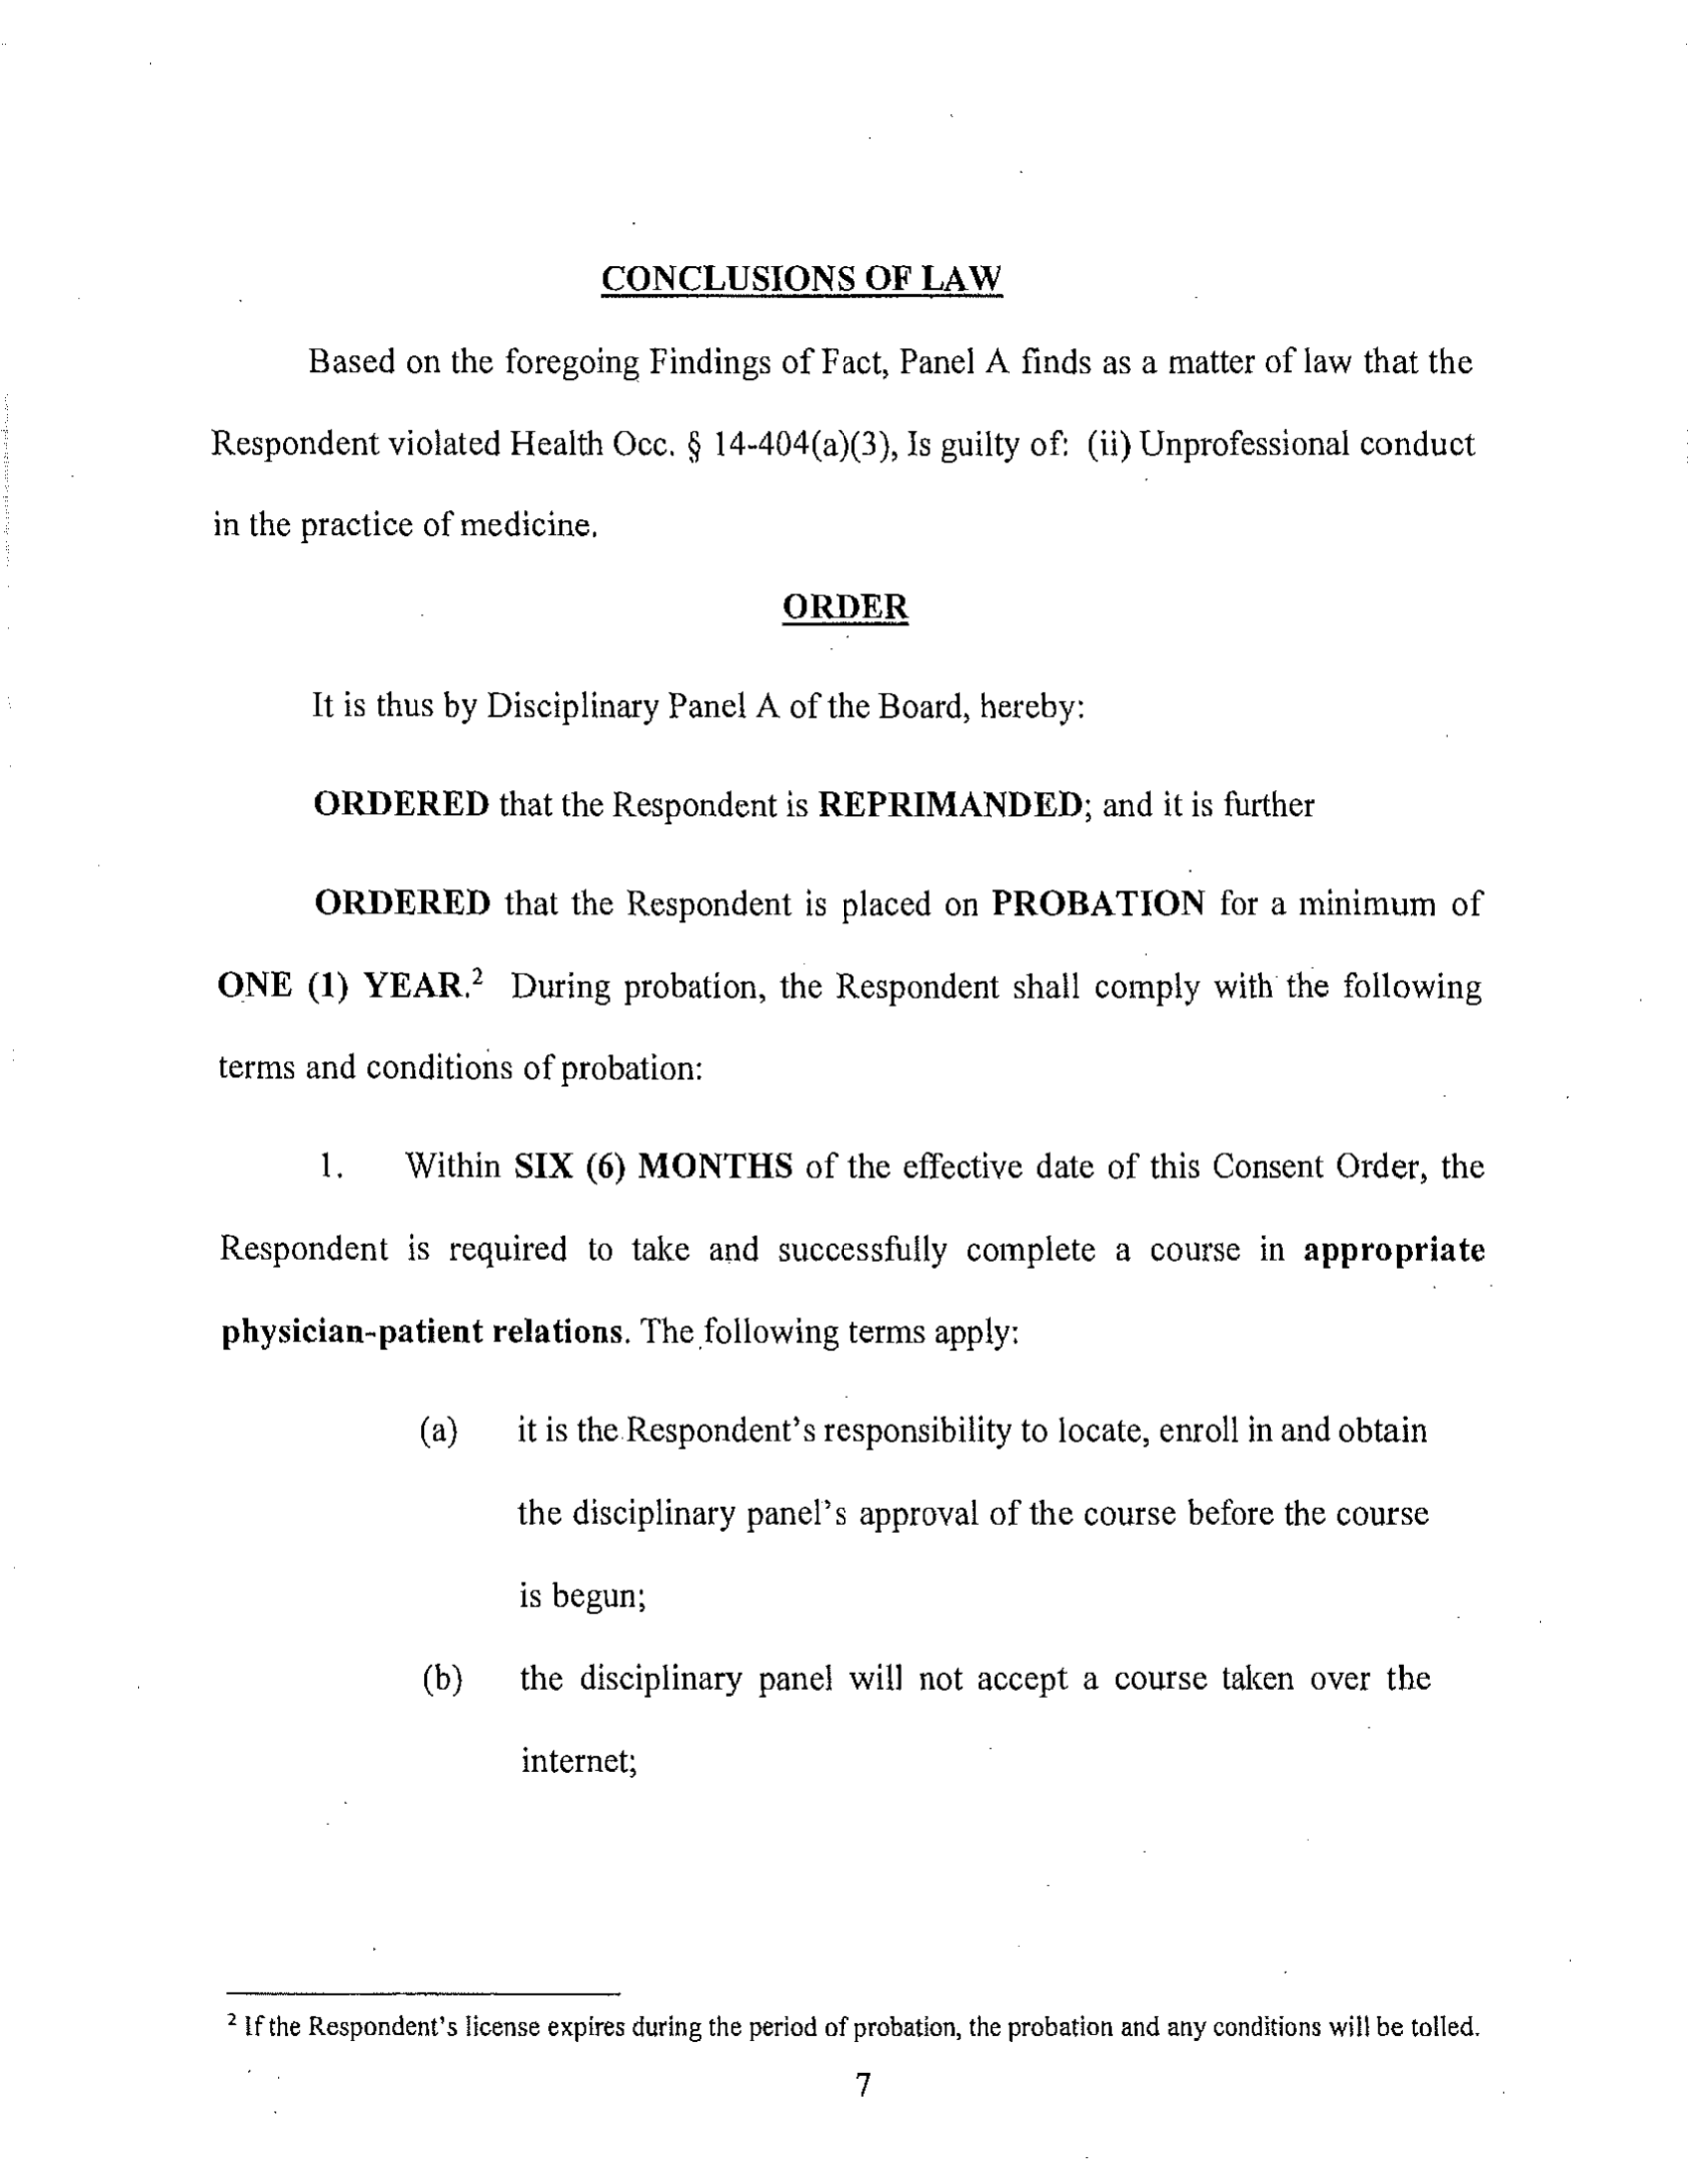 CONCLUSIONS OF LAW
Based on the foregoing Findings of Fact, Panel A finds as a matter of law that the
Respondent violated Health Occ. § 14-404(a)(3), Is guilty of: (ii) Unprofessional conduct
in the practice of medicine.
ORDER
It is thus by Disciplinary Panel A of the Board, hereby:
ORDERED that the Respondent is REPRIMANDED; and it is further
ORDERED that the Respondent is placed on PROBATION for a minimum of
ONE (1) YEAR.² During probation, the Respondent shall comply with the following
terms and conditions of probation:
1. Within SIX (6) MONTHS of the effective date of this Consent Order, the
Respondent is required to take and successfully complete a course in appropriate
physician-patient relations. The following terms apply:
(a) it is the Respondent's responsibility to locate, enroll in and obtain
the disciplinary panel's approval of the course before the course
is begun;
(b) the disciplinary panel will not accept a course taken over the
internet;
² If the Respondent's license expires during the period of probation, the probation and any conditions will be tolled.
7